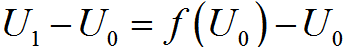 U₁ − U₀ = f(U₀) − U₀